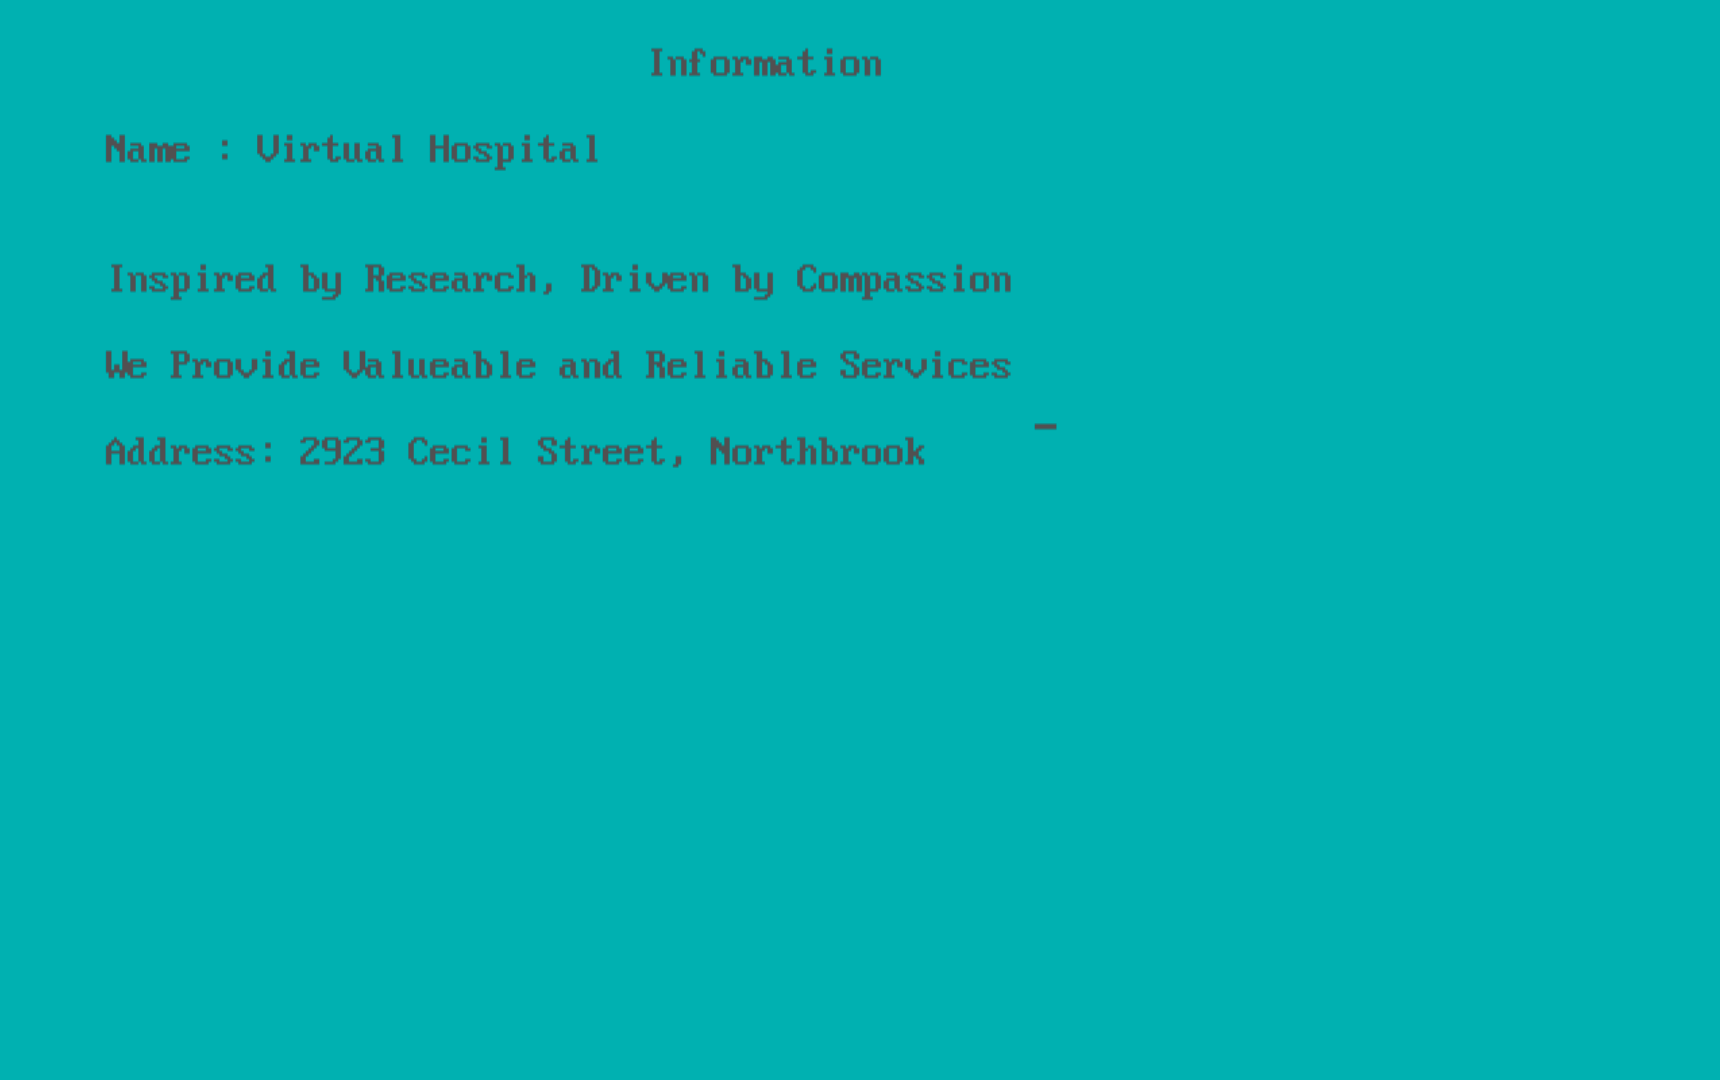 Information
Name : Virtual Hospital
Inspired by Research, Driven by Compassion
We Provide Valueable and Reliable Services
Address: 2923 Cecil Street, Northbrook